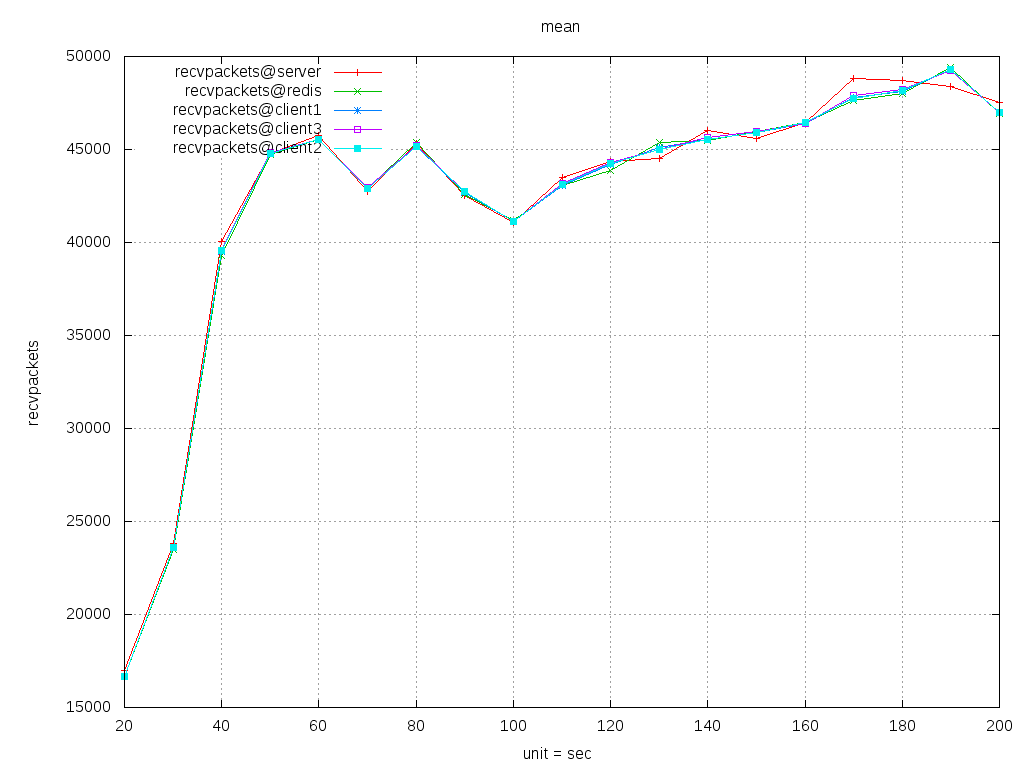 mean
50000
45000
40000
35000
30000
25000
20000
15000
recvpackets
recvpackets@server
recvpackets@redis
recvpackets@client1
recvpackets@client3
recvpackets@client2
20 40 60 80 100 120 140 160 180 200
unit = sec